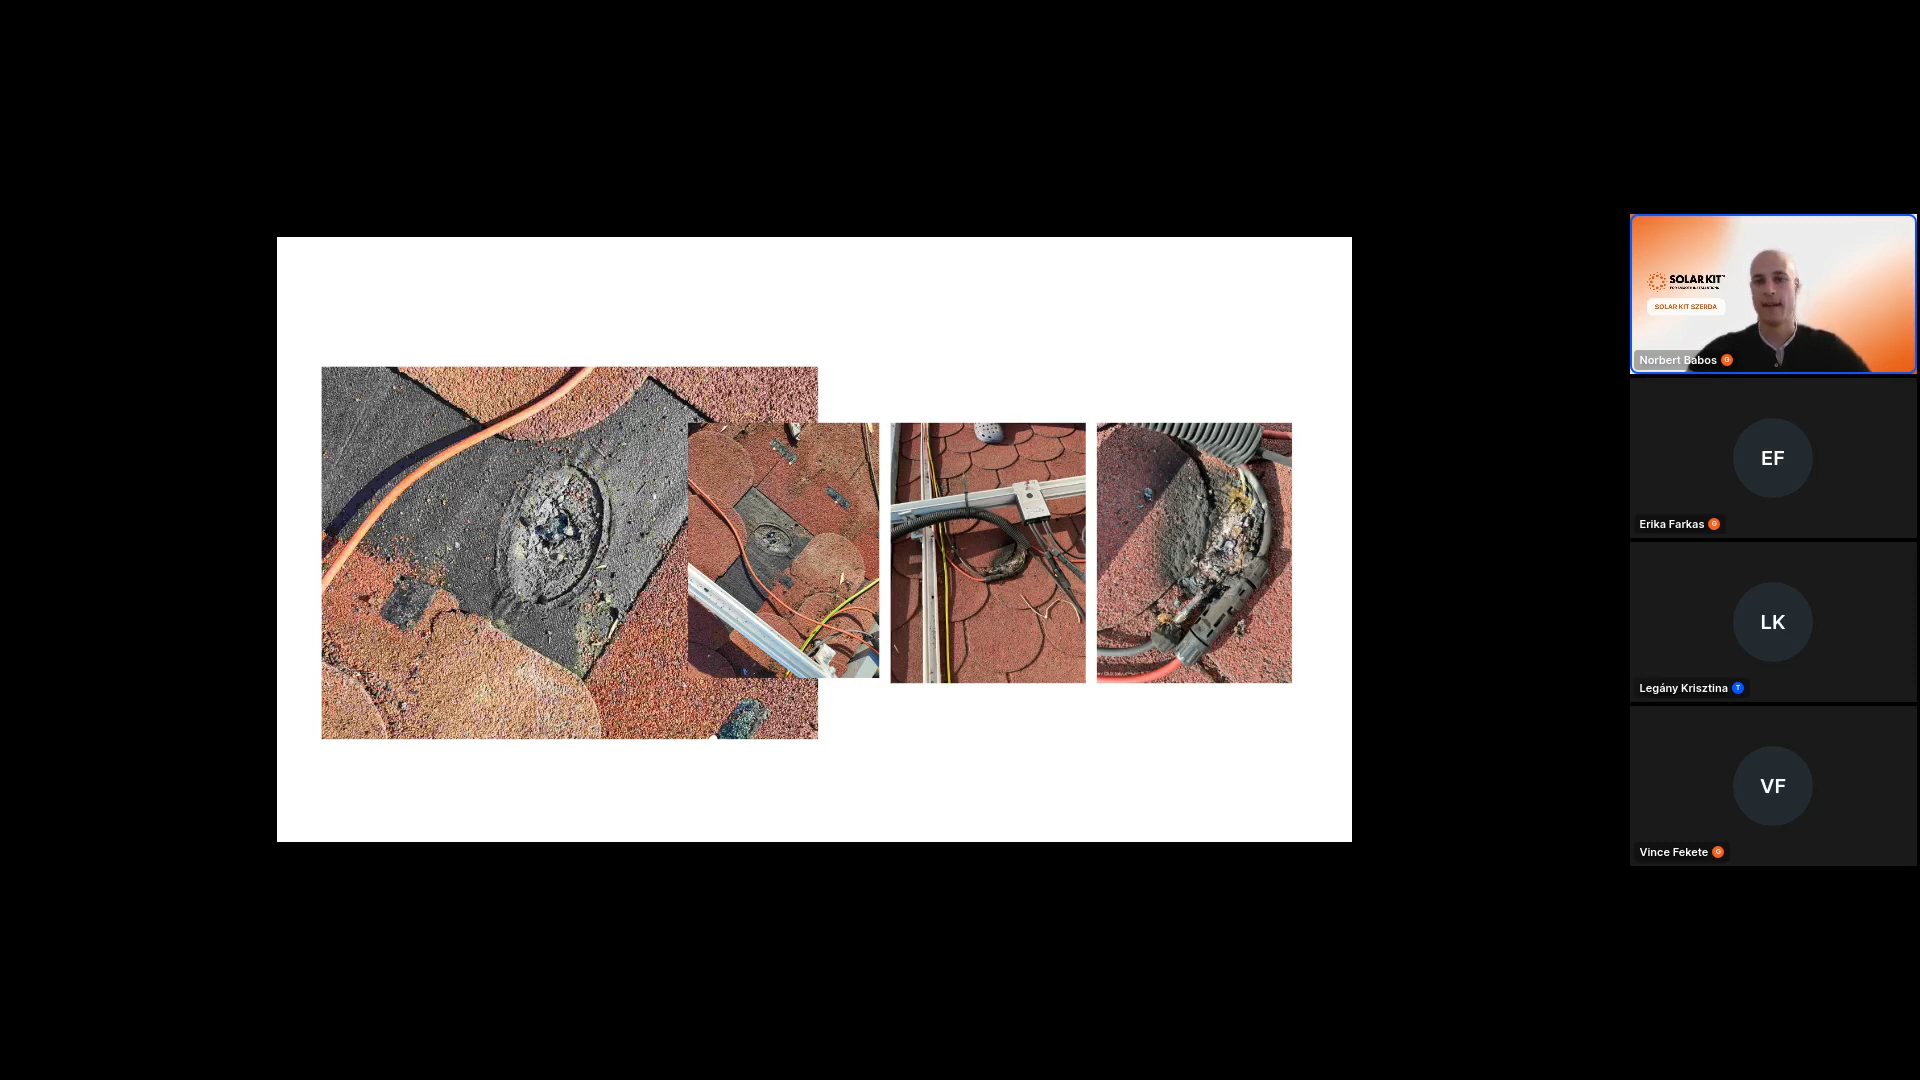 SOLAR KIT
SOLAR KIT SZERDA
Norbert Babos
G
EF
Erika Farkas
G
LK
Legány Krisztina
T
VF
Vince Fekete
G